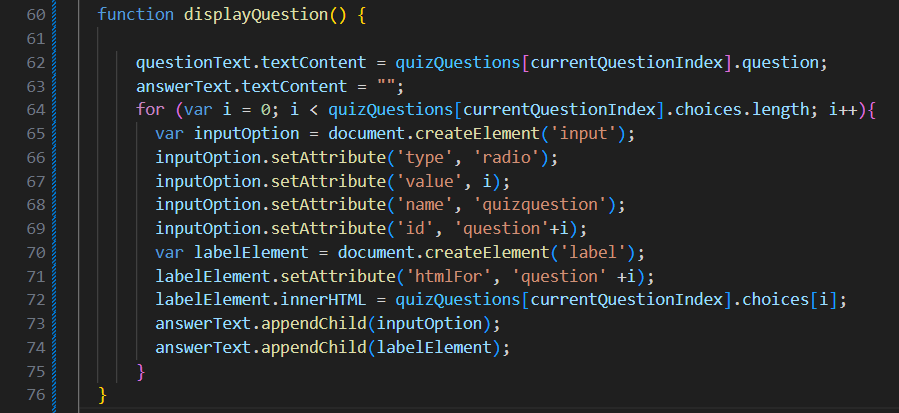 60 function displayQuestion() {
61
62 questionText.textContent = quizQuestions[currentQuestionIndex].question;
63 answerText.textContent = "";
64 for (var i = 0; i < quizQuestions[currentQuestionIndex].choices.length; i++){
65 var inputOption = document.createElement('input');
66 inputOption.setAttribute('type', 'radio');
67 inputOption.setAttribute('value', i);
68 inputOption.setAttribute('name', 'quizquestion');
69 inputOption.setAttribute('id', 'question'+i);
70 var labelElement = document.createElement('label');
71 labelElement.setAttribute('htmlFor', 'question' +i);
72 labelElement.innerHTML = quizQuestions[currentQuestionIndex].choices[i];
73 answerText.appendChild(inputOption);
74 answerText.appendChild(labelElement);
75 }
76 }